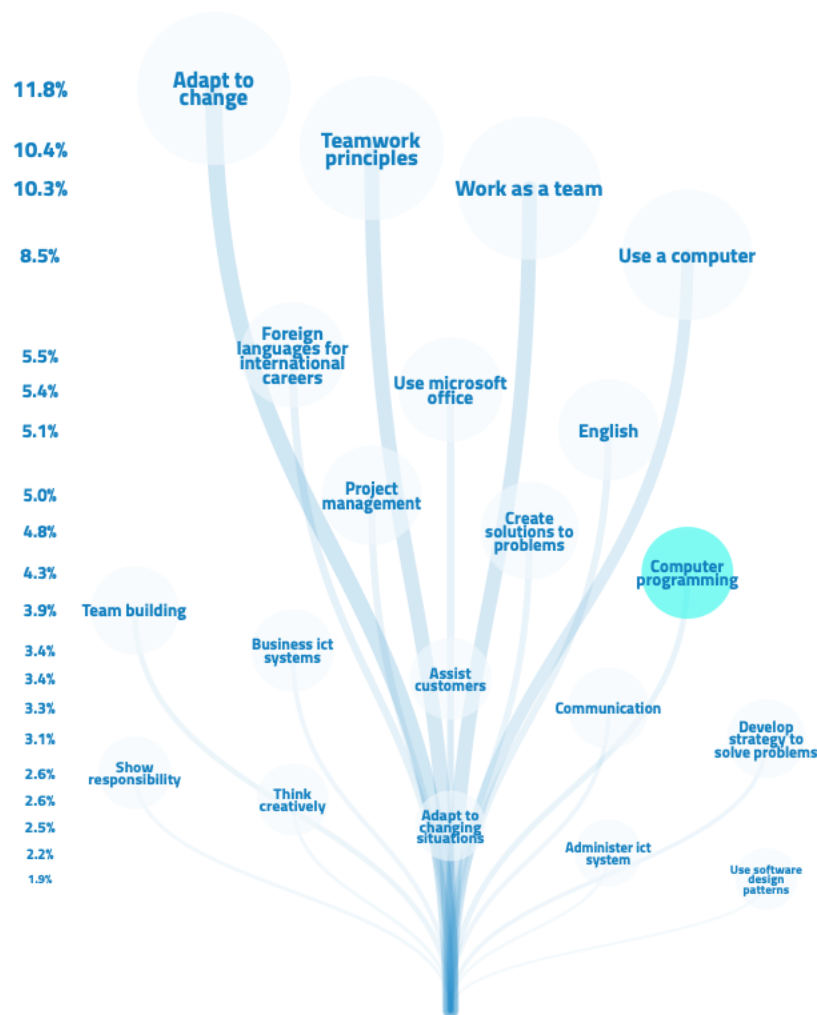 11.8%
Adapt to
change
10.4%
Teamwork
principles
10.3%
Work as a team
8.5%
Use a computer
5.5%
Foreign
languages for
international
careers
5.4%
Use microsoft
office
5.1%
English
5.0%
Project
management
4.8%
Create
solutions to
problems
4.3%
Computer
programming
3.9%
Team building
3.4%
Business ict
systems
3.4%
Assist
customers
3.3%
Communication
3.1%
Develop
strategy to
solve problems
2.6%
Show
responsibility
2.6%
Think
creatively
2.5%
Adapt to
changing
situations
2.2%
Administer ict
system
1.9%
Use software
design
patterns